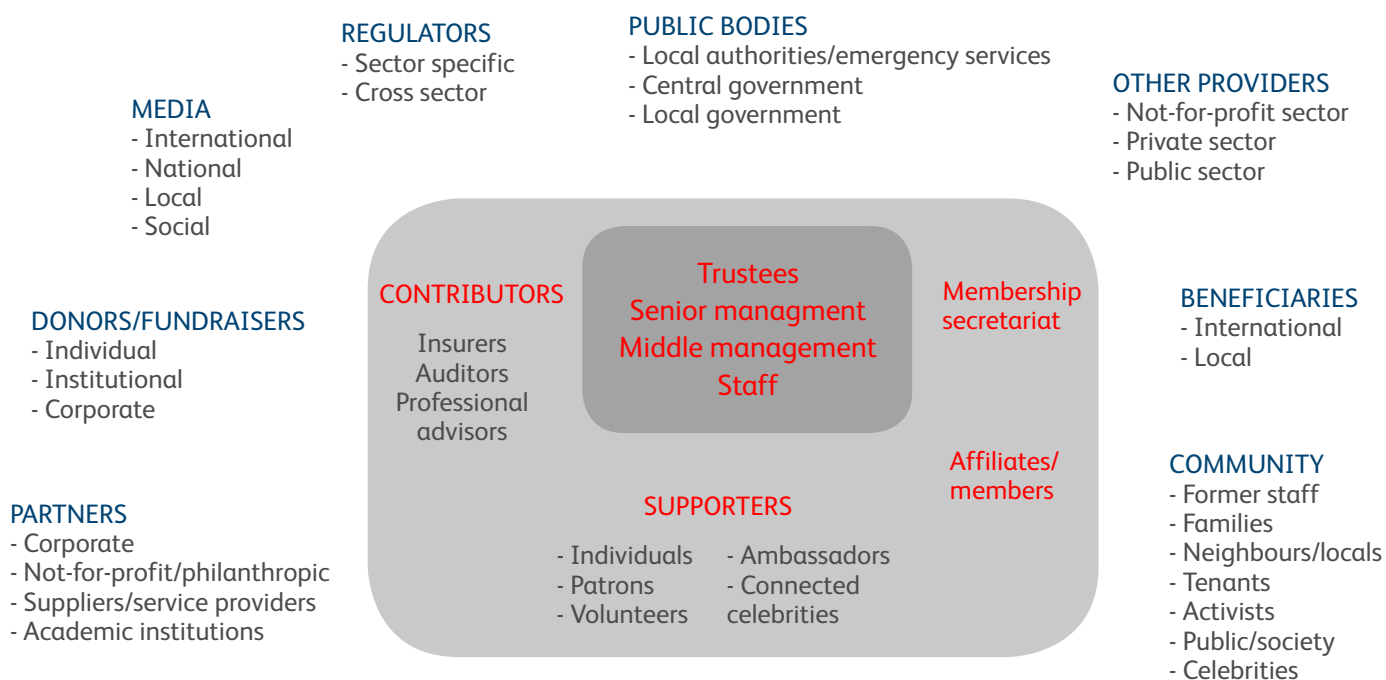 REGULATORS
- Sector specific
- Cross sector
PUBLIC BODIES
- Local authorities/emergency services
- Central government
- Local government
OTHER PROVIDERS
- Not-for-profit sector
- Private sector
- Public sector
MEDIA
- International
- National
- Local
- Social
DONORS/FUNDRAISERS
- Individual
- Institutional
- Corporate
PARTNERS
- Corporate
- Not-for-profit/philanthropic
- Suppliers/service providers
- Academic institutions
CONTRIBUTORS
Insurers
Auditors
Professional
advisors
Trustees
Senior managment
Middle management
Staff
Membership
secretariat
Affiliates/
members
SUPPORTERS
- Individuals
- Patrons
- Volunteers
- Ambassadors
- Connected
celebrities
BENEFICIARIES
- International
- Local
COMMUNITY
- Former staff
- Families
- Neighbours/locals
- Tenants
- Activists
- Public/society
- Celebrities